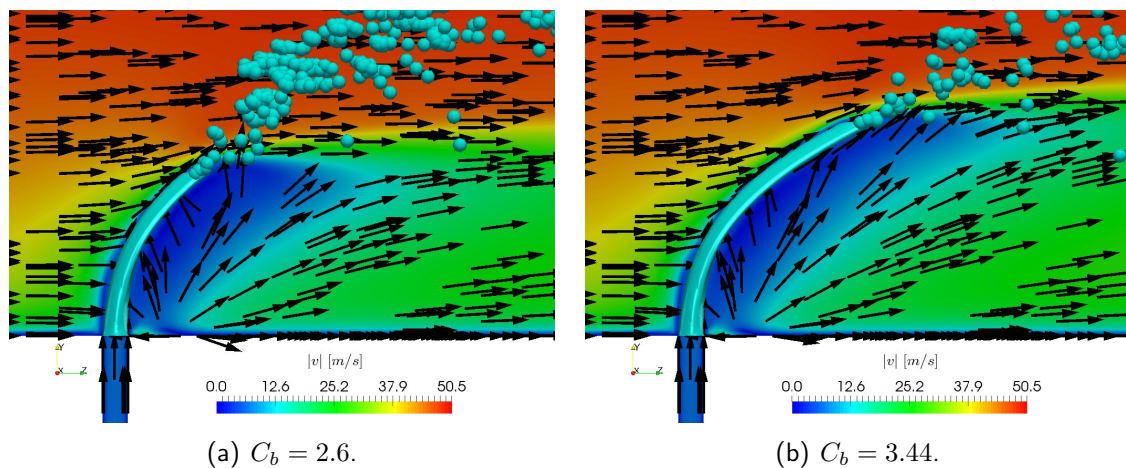 Y
X Z
|v| [m/s]
0.0 12.6 25.2 37.9 50.5
(a) C_b = 2.6.
Y
X Z
|v| [m/s]
0.0 12.6 25.2 37.9 50.5
(b) C_b = 3.44.